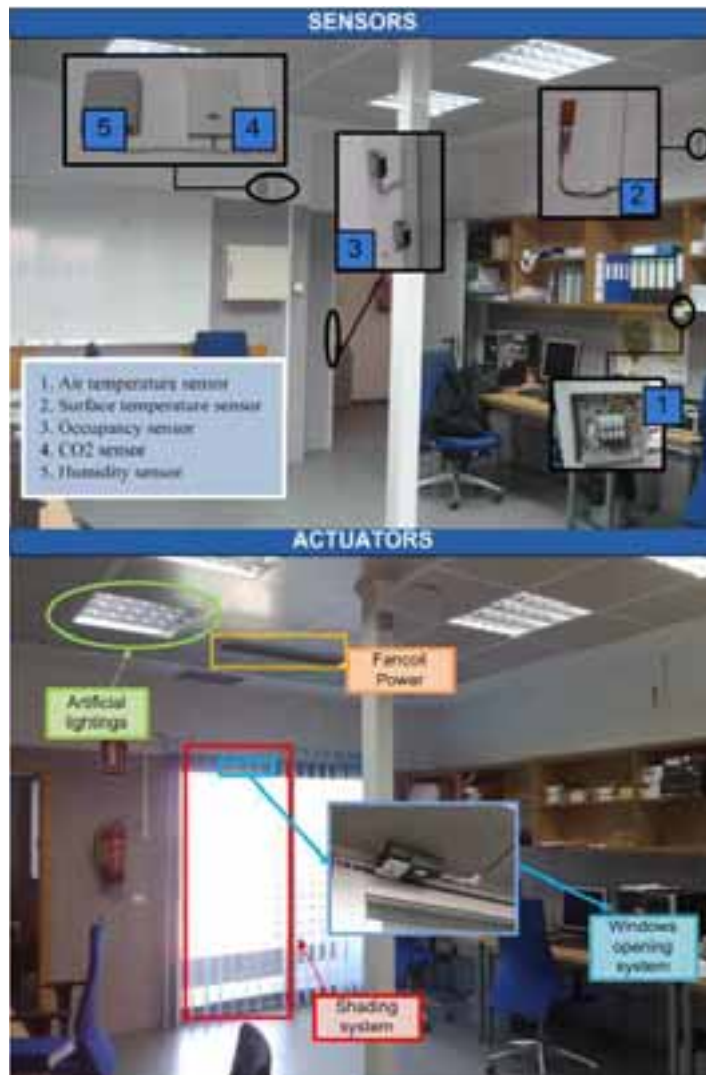 SENSORS
5
4
3
2
1. Air temperature sensor
2. Surface temperature sensor
3. Occupancy sensor
4. CO2 sensor
5. Humidity sensor
1
ACTUATORS
Fancoil
Power
Artificial
lightings
Windows
opening
system
Shading
system